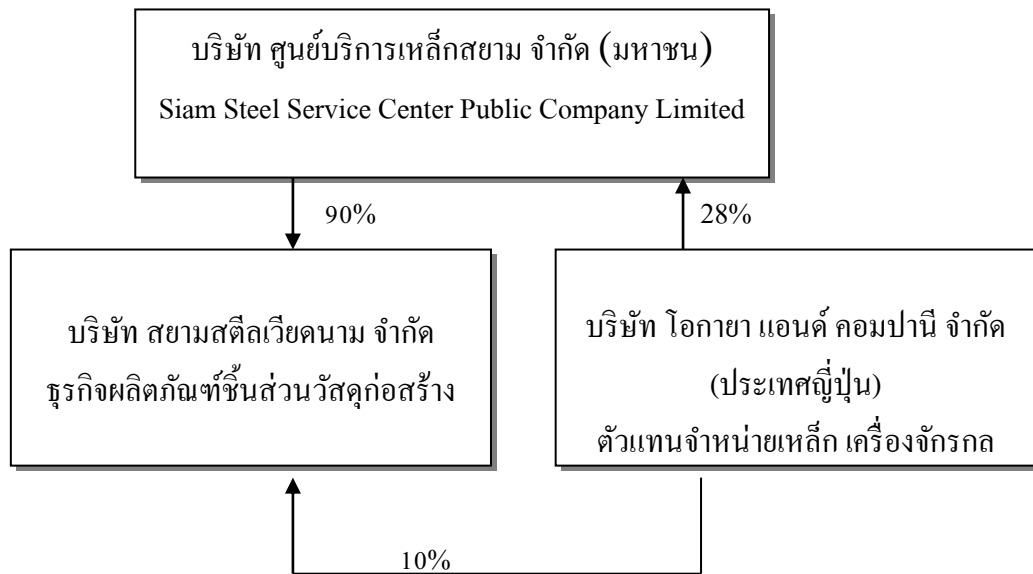 บริษัท ศูนย์บริการเหล็กสยาม จำกัด (มหาชน)
Siam Steel Service Center Public Company Limited
90%
28%
บริษัท สยามสตีลเวียดนาม จำกัด
ธุรกิจผลิตภัณฑ์ชิ้นส่วนวัสดุก่อสร้าง
บริษัท โอกายา แอนด์ คอมปานี จำกัด
(ประเทศญี่ปุ่น)
ตัวแทนจำหน่ายเหล็ก เครื่องจักรกล
10%